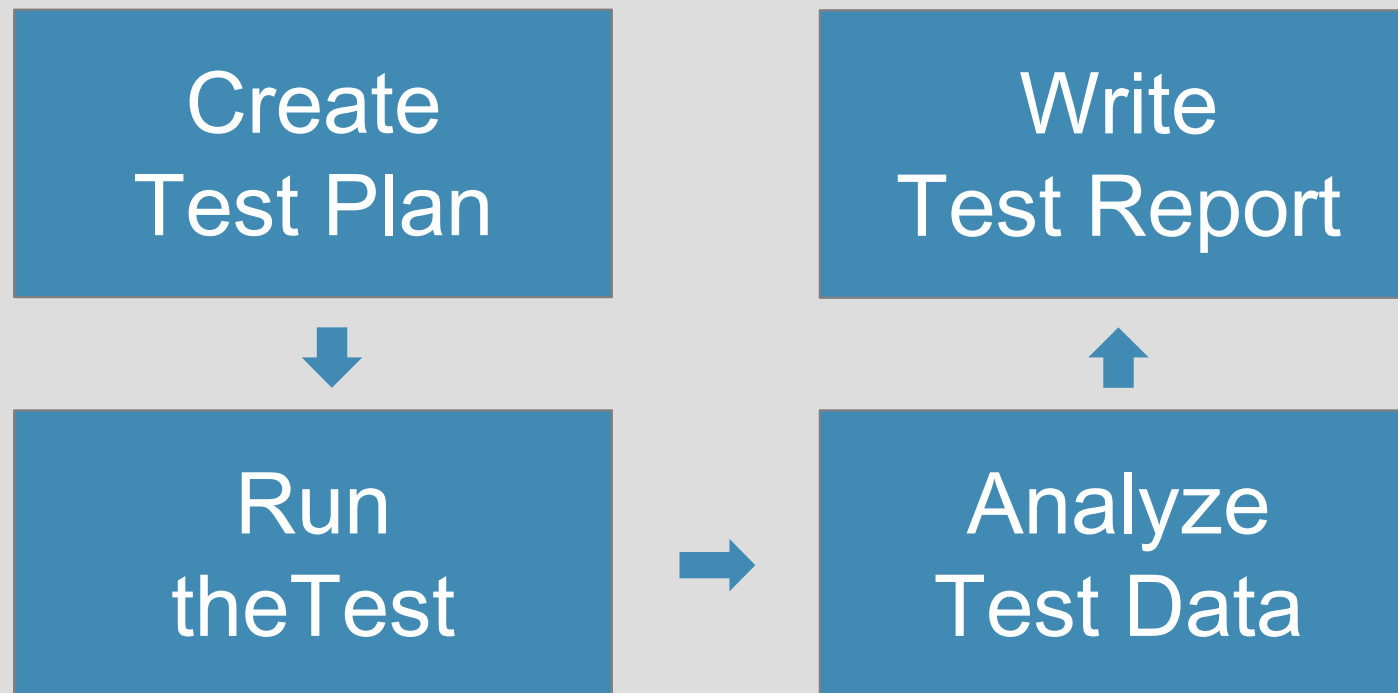 Create
Test Plan
Run
theTest
Analyze
Test Data
Write
Test Report